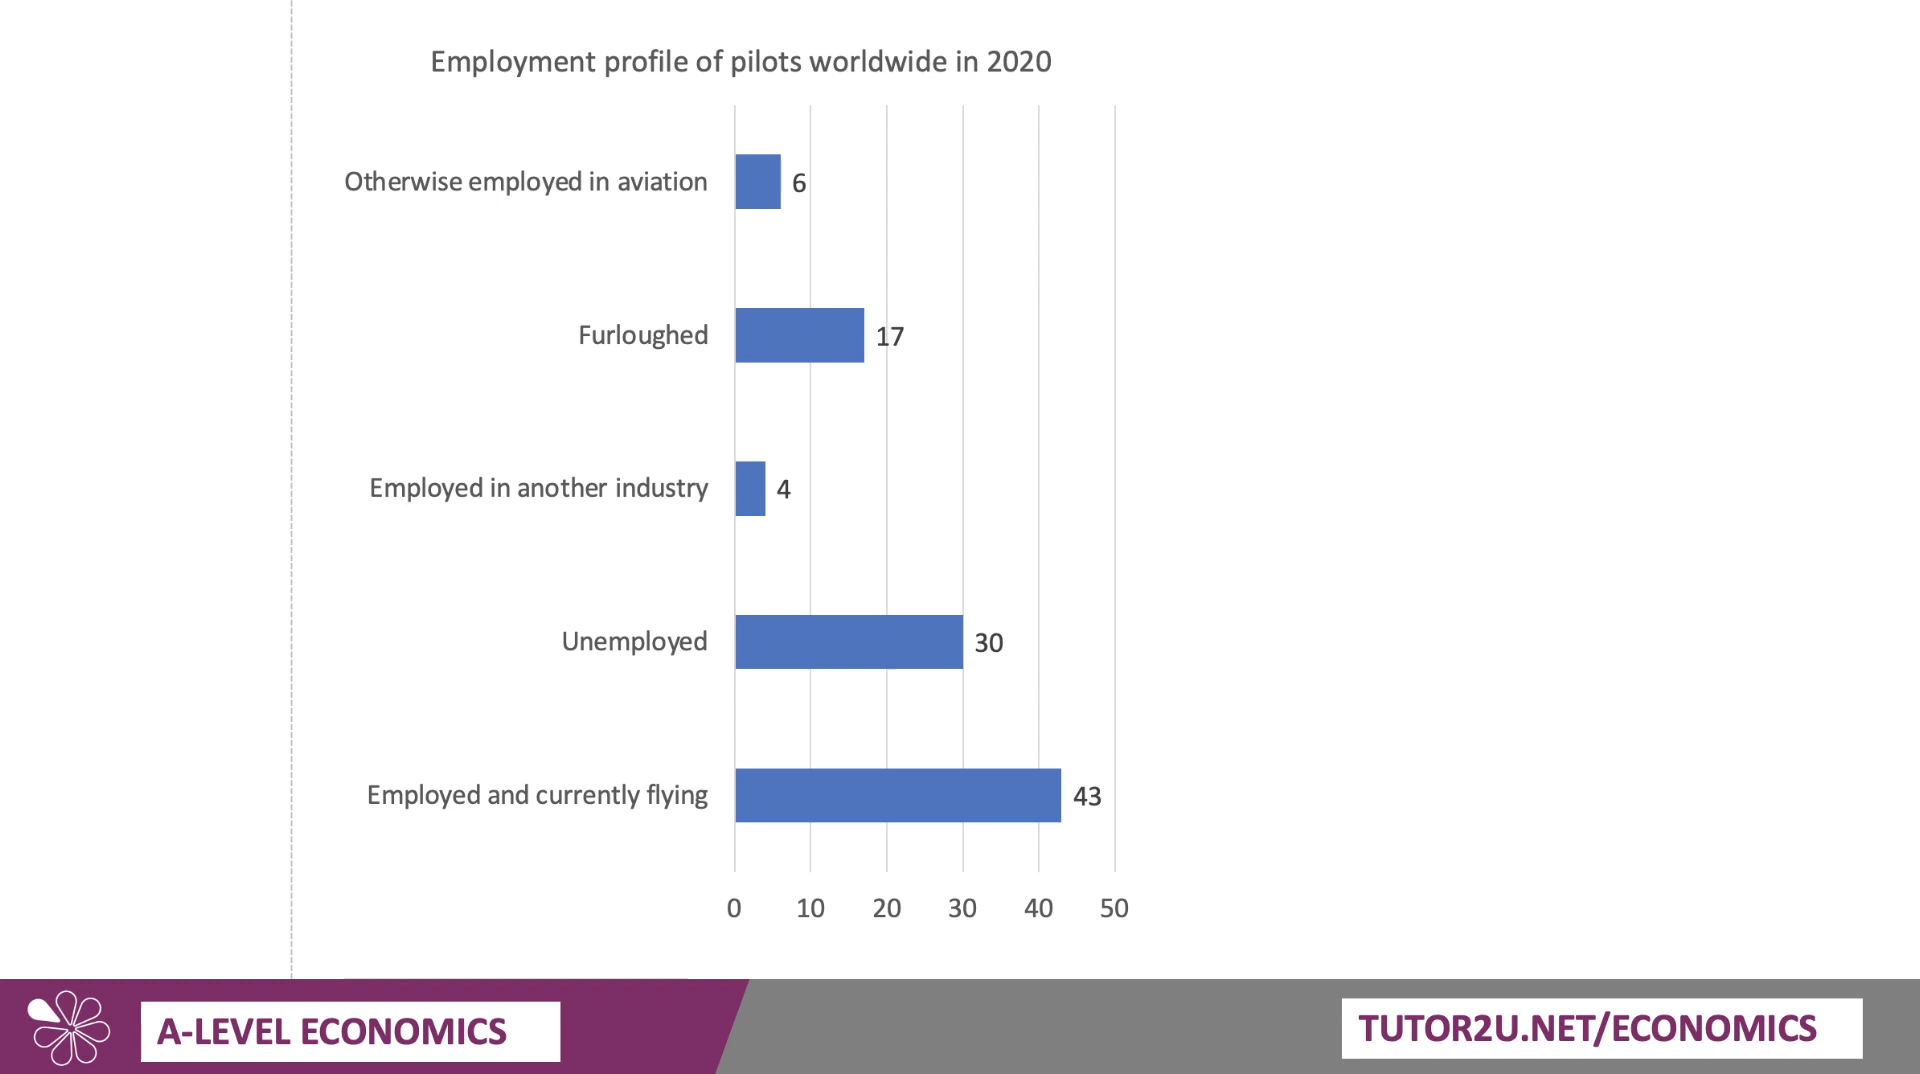 Employment profile of pilots worldwide in 2020
Otherwise employed in aviation 6
Furloughed 17
Employed in another industry 4
Unemployed 30
Employed and currently flying 43
0 10 20 30 40 50
A-LEVEL ECONOMICS
TUTOR2U.NET/ECONOMICS